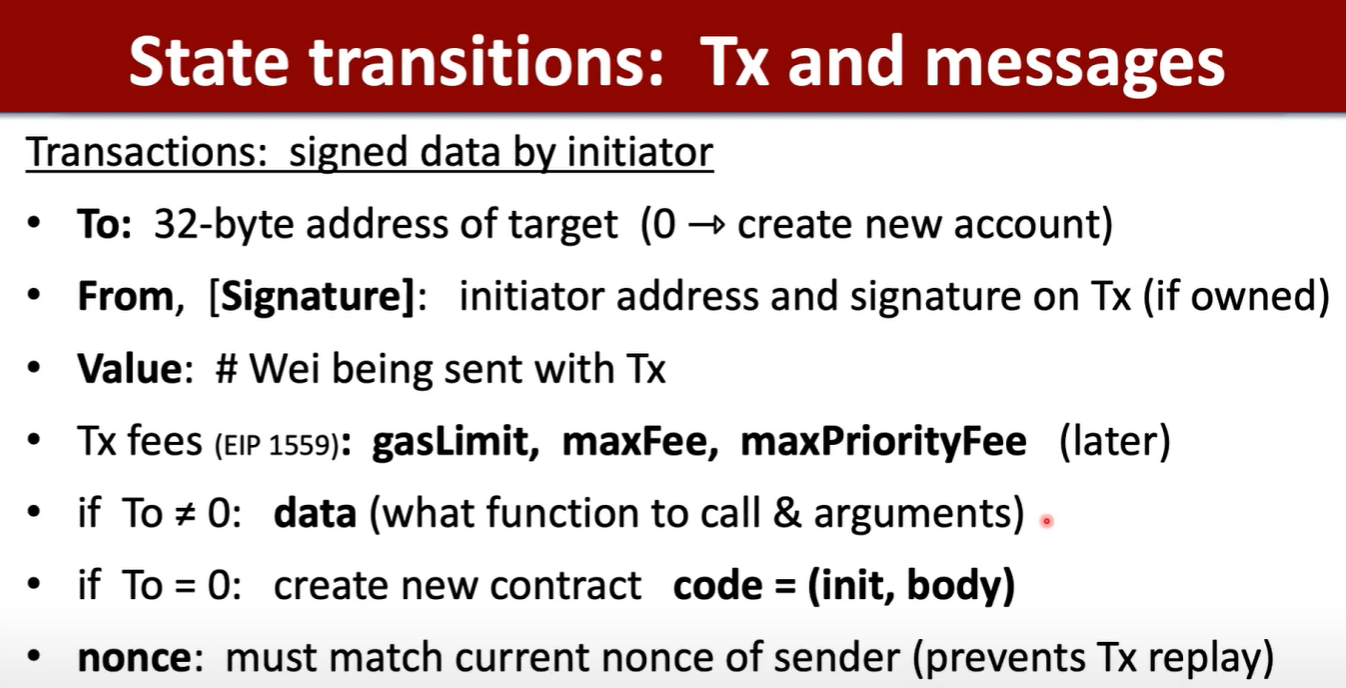 State transitions:  Tx and messages
Transactions:  signed data by initiator
• To:  32-byte address of target  (0 ⇾ create new account)
• From,  [Signature]:   initiator address and signature on Tx (if owned)
• Value:  # Wei being sent with Tx
• Tx fees (EIP 1559):  gasLimit,  maxFee,  maxPriorityFee   (later)
• if  To ≠ 0:   data (what function to call & arguments)
• if  To = 0:   create new contract   code = (init, body)
• nonce:  must match current nonce of sender (prevents Tx replay)